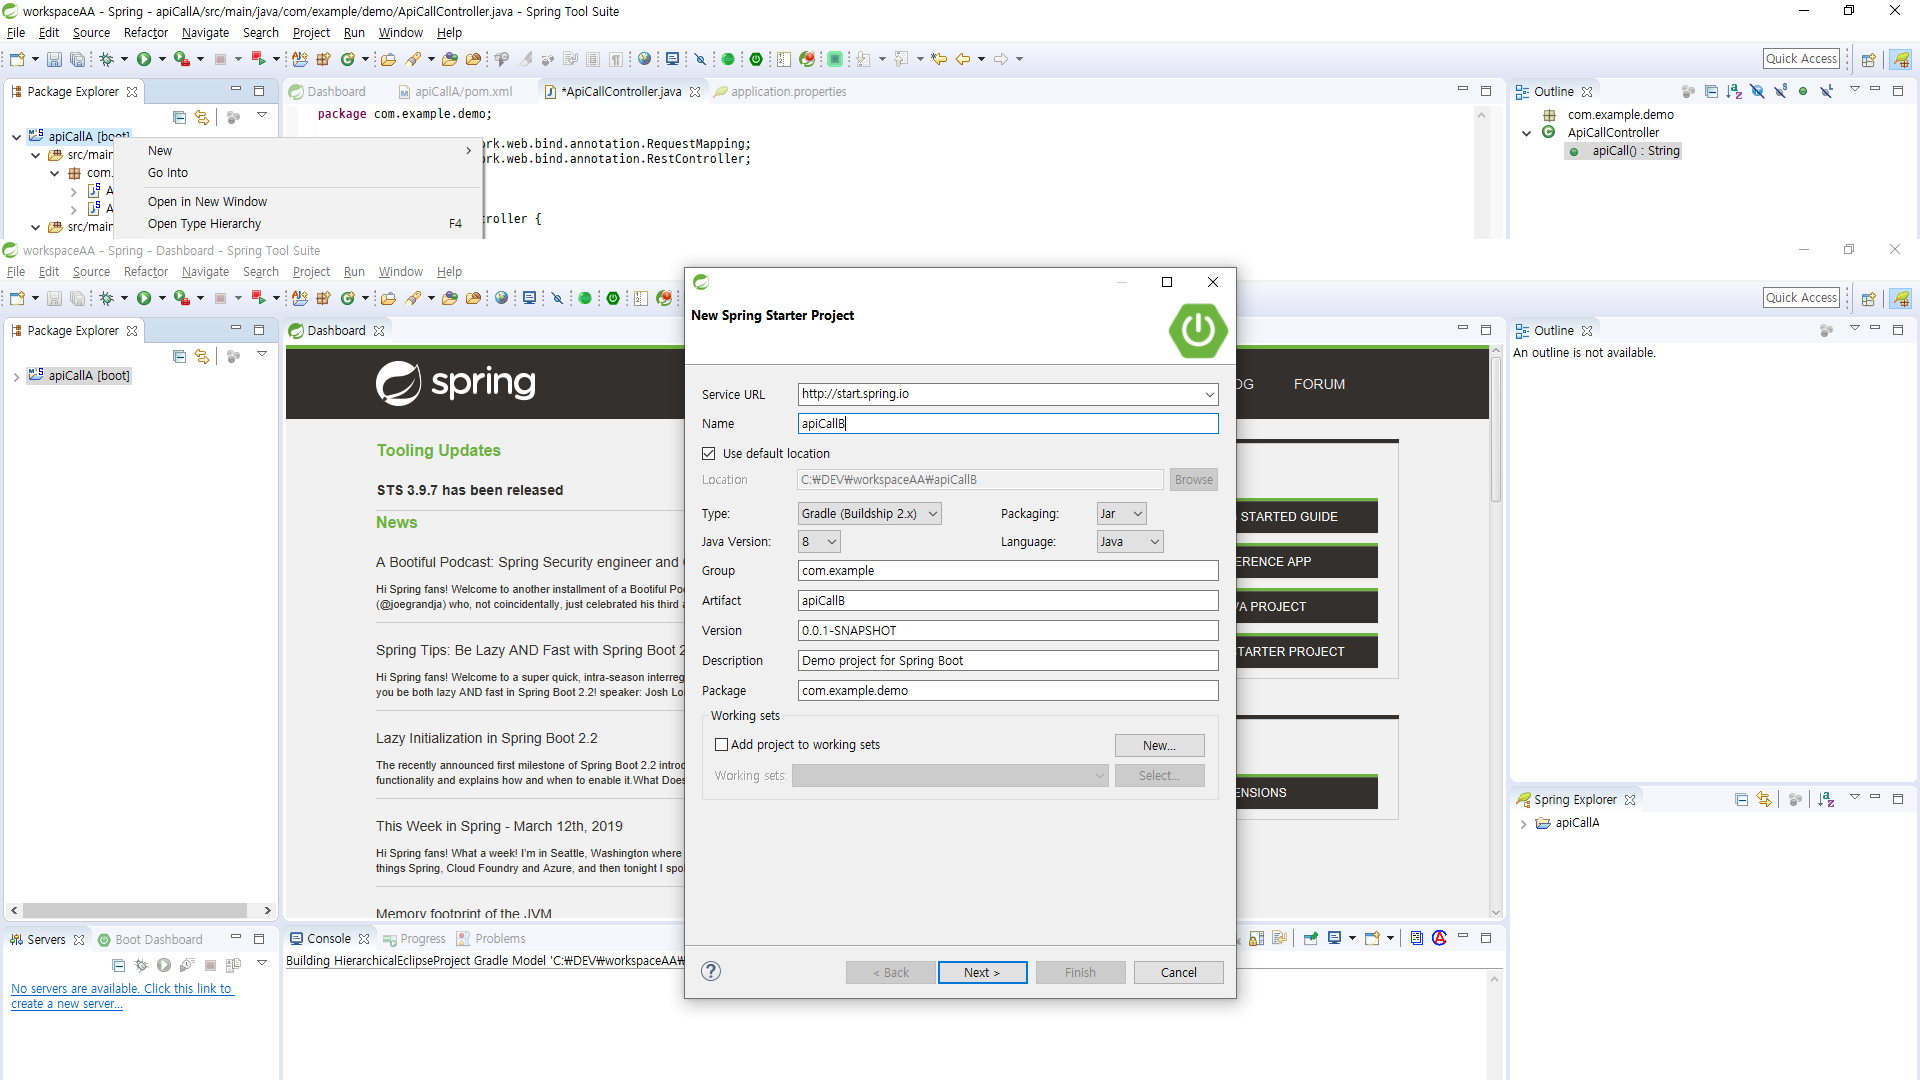 workspaceAA - Spring - apiCallA/src/main/java/com/example/demo/ApiCallController.java - Spring Tool Suite
File Edit Source Refactor Navigate Search Project Run Window Help
Quick Access
Package Explorer
Dashboard apiCallA/pom.xml *ApiCallController.java application.properties
Outline
apiCallA [boot]
src/main
com.
src/main
New
Go Into
Open in New Window
Open Type Hierarchy F4
package com.example.demo;
rk.web.bind.annotation.RequestMapping;
rk.web.bind.annotation.RestController;
troller {
com.example.demo
ApiCallController
apiCall() : String
workspaceAA - Spring - Dashboard - Spring Tool Suite
File Edit Source Refactor Navigate Search Project Run Window Help
Quick Access
Package Explorer
apiCallA [boot]
Dashboard
spring
OG FORUM
Tooling Updates
STS 3.9.7 has been released
News
A Bootiful Podcast: Spring Security engineer and
Hi Spring fans! Welcome to another installment of a Bootiful Po
(@joegrandja) who, not coincidentally, just celebrated his third
Spring Tips: Be Lazy AND Fast with Spring Boot 2
Hi Spring fans! Welcome to a super quick, intra-season interreg
you be both lazy AND fast in Spring Boot 2.2! speaker: Josh Lo
Lazy Initialization in Spring Boot 2.2
The recently announced first milestone of Spring Boot 2.2 introd
functionality and explains how and when to enable it.What Does
This Week in Spring - March 12th, 2019
Hi Spring fans! What a week! I'm in Seattle, Washington where
things Spring, Cloud Foundry and Azure, and then tonight I spo
Memory footprint of the JVM
STARTED GUIDE
ERENCE APP
VA PROJECT
STARTER PROJECT
ENSIONS
New Spring Starter Project
Service URL http://start.spring.io
Name apiCallB
Use default location
Location C:₩DEV₩workspaceAA₩apiCallB Browse
Type: Gradle (Buildship 2.x) Packaging: Jar
Java Version: 8 Language: Java
Group com.example
Artifact apiCallB
Version 0.0.1-SNAPSHOT
Description Demo project for Spring Boot
Package com.example.demo
Working sets
Add project to working sets New...
Working sets: Select...
< Back Next > Finish Cancel
Outline
An outline is not available.
Spring Explorer
apiCallA
Servers Boot Dashboard
No servers are available. Click this link to
create a new server...
Console Progress Problems
Building HierarchicalEclipseProject Gradle Model 'C:₩DEV₩workspaceAA₩